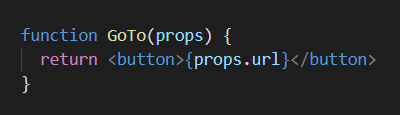 function GoTo(props) {
  return <button>{props.url}</button>
}